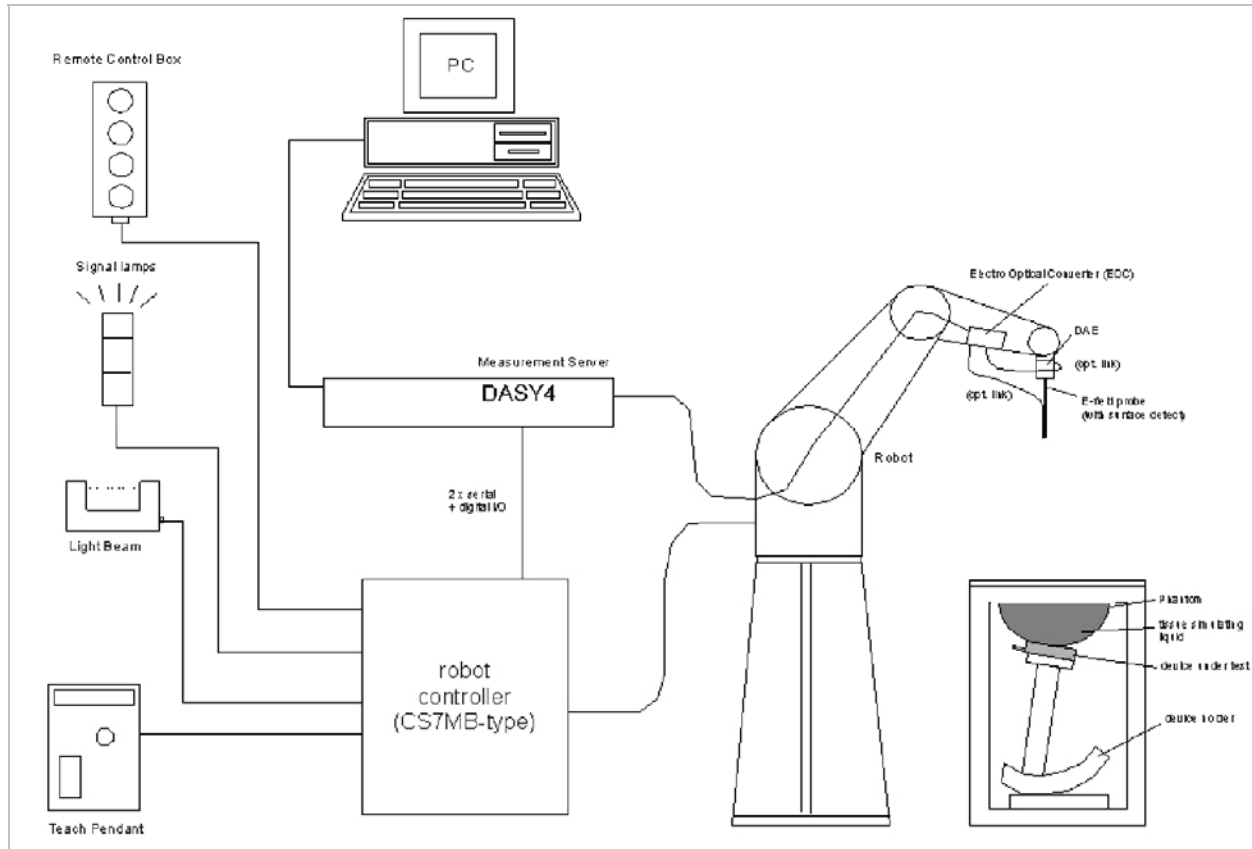 Remote Control Box
PC
Signal lamps
Electro Optical Converter (EOC)
DAE
(opt. link)
(opt. link)
E-field probe
(with surface detect)
Measurement Server
DASY4
Robot
2 x serial
+ digital I/O
Light Beam
robot
controller
(CS7MB-type)
Teach Pendant
Phantom
tissue simulating
liquid
device under test
device holder